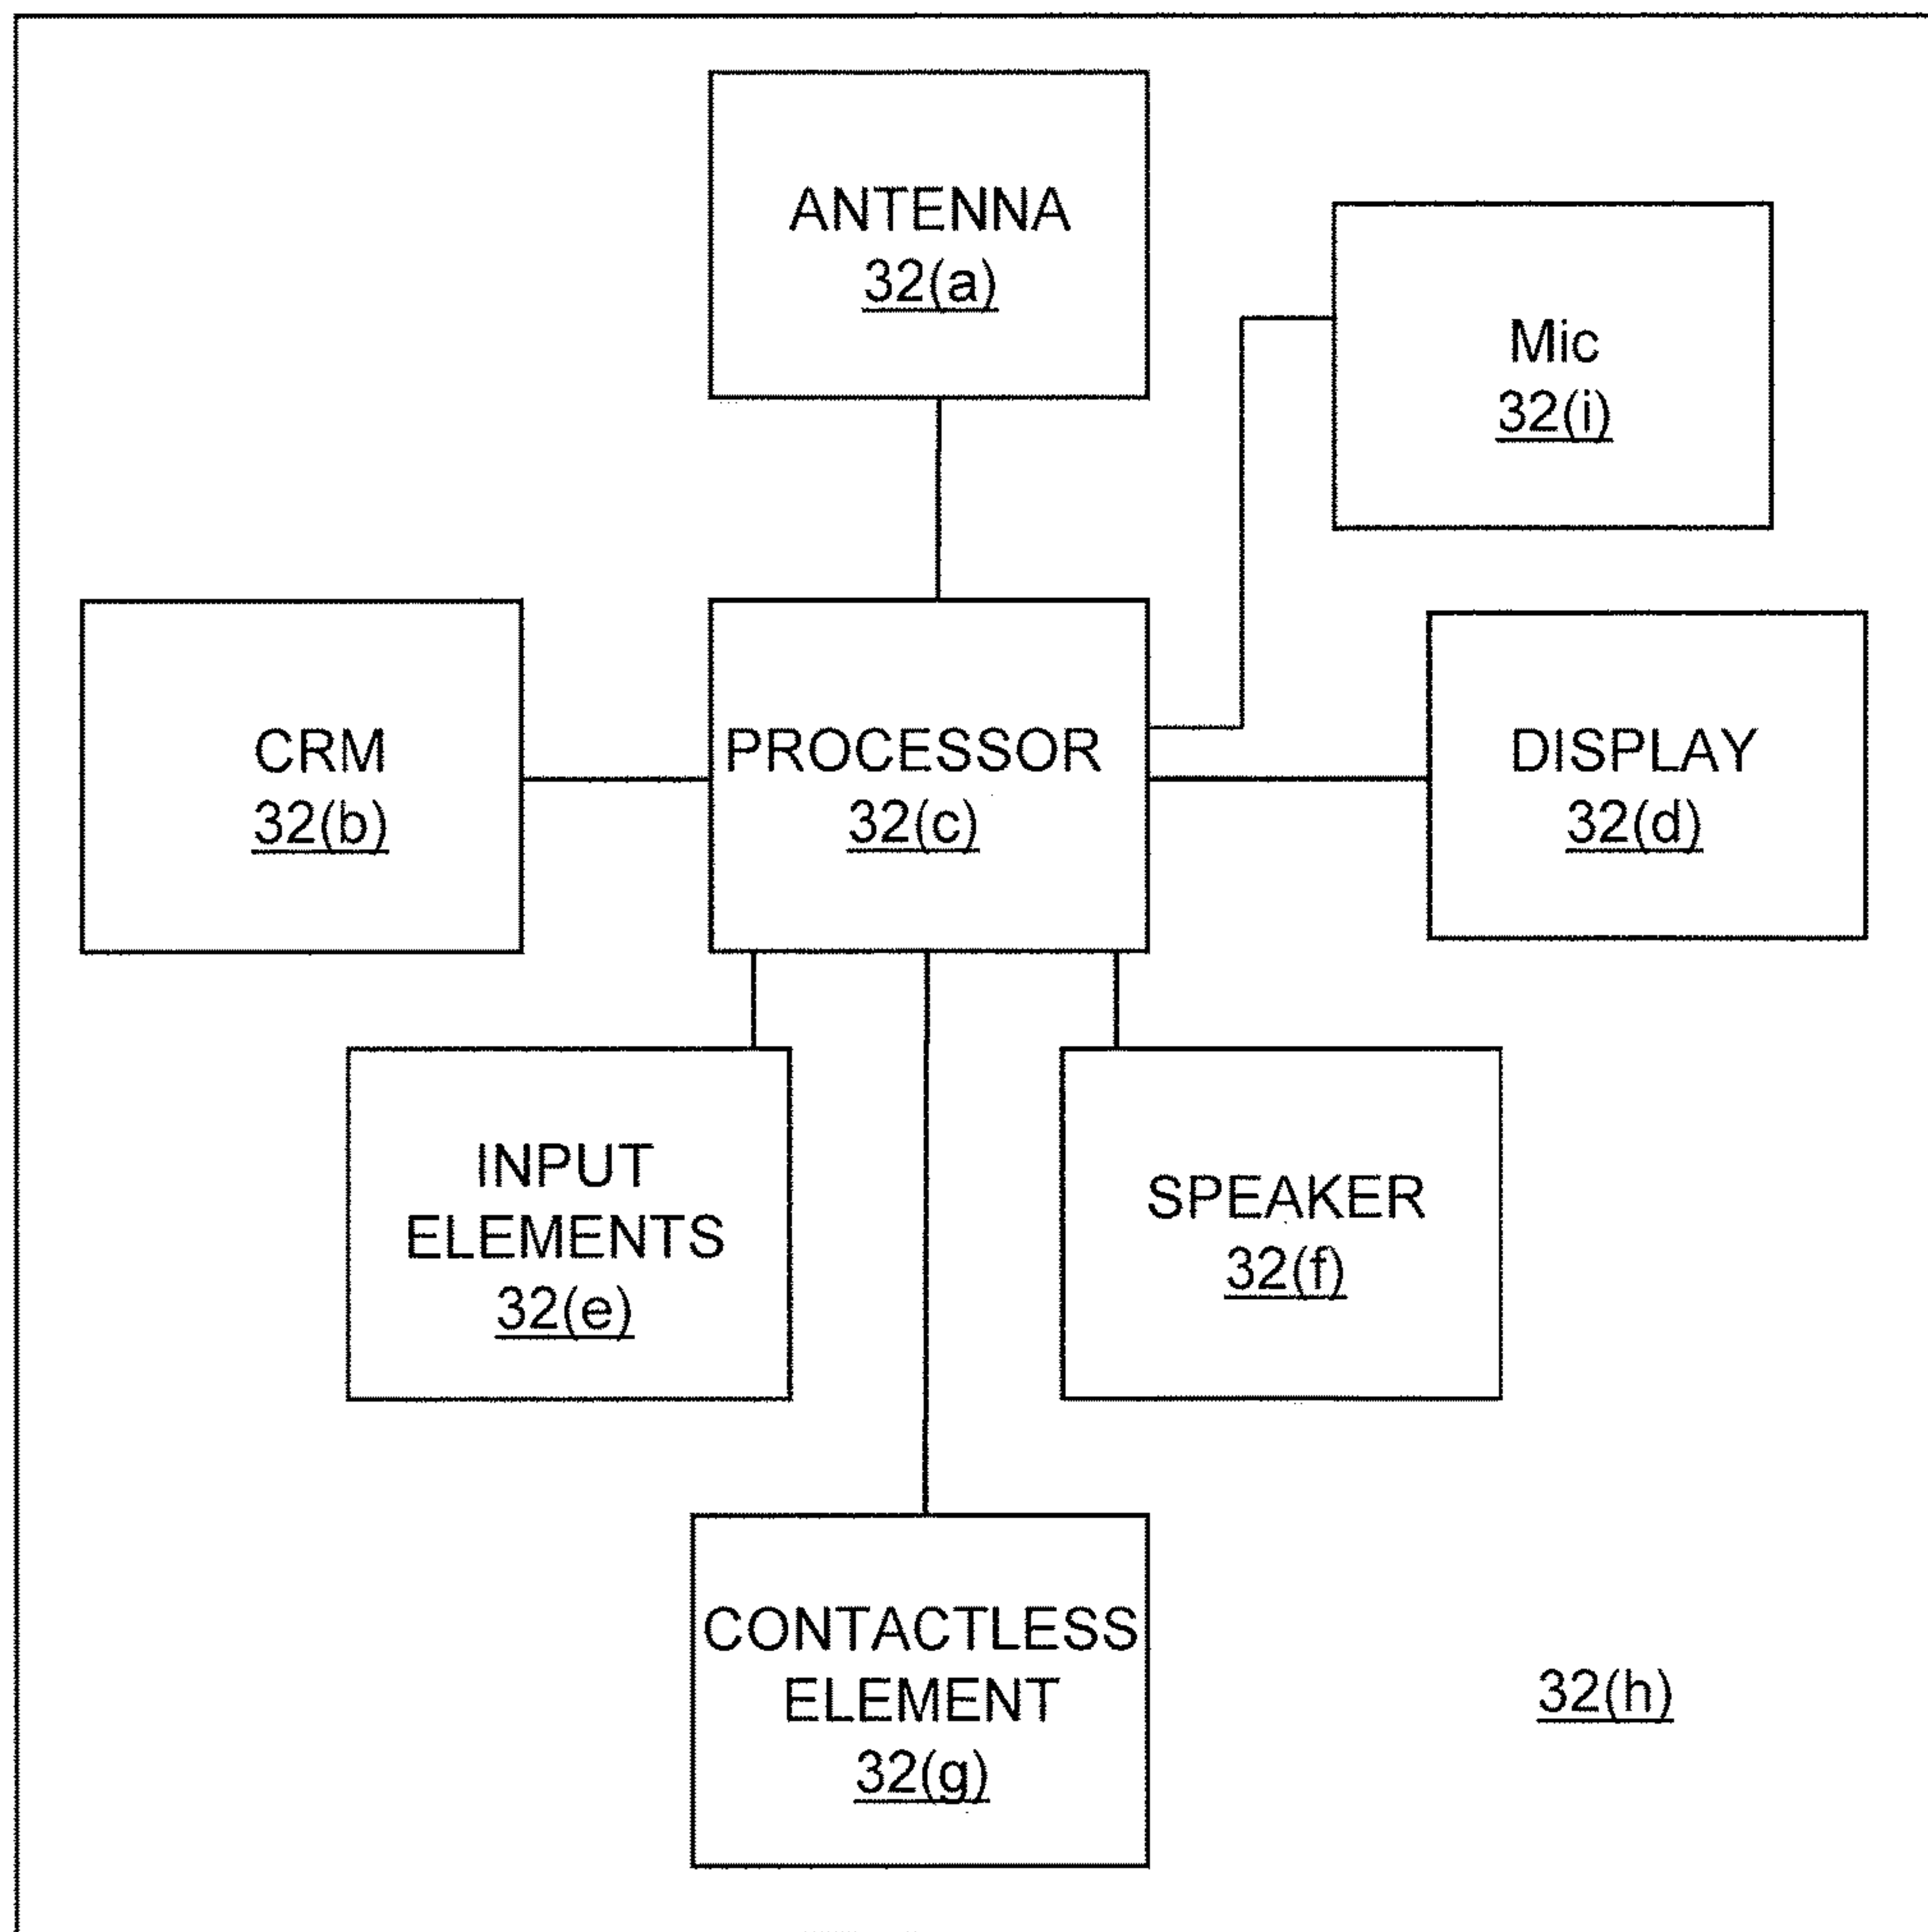 ANTENNA
32(a)
Mic
32(i)
CRM
32(b)
PROCESSOR
32(c)
DISPLAY
32(d)
INPUT
ELEMENTS
32(e)
SPEAKER
32(f)
CONTACTLESS
ELEMENT
32(g)
32(h)